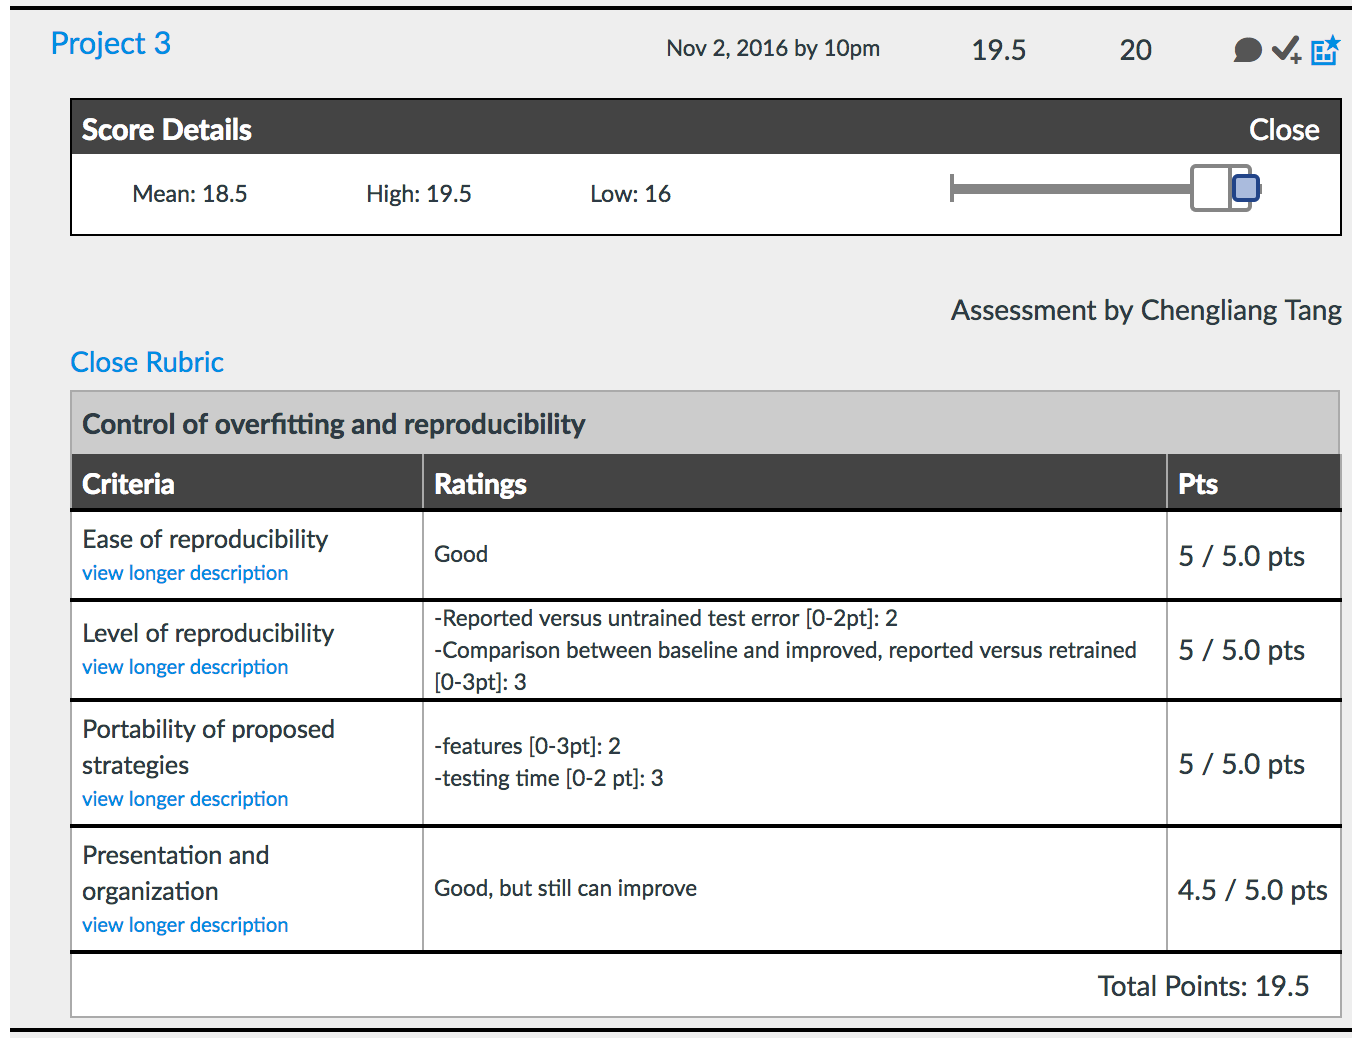 Project 3
Nov 2, 2016 by 10pm 19.5 20
Score Details Close
Mean: 18.5 High: 19.5 Low: 16
Assessment by Chengliang Tang
Close Rubric
Control of overfitting and reproducibility
Criteria Ratings Pts
Ease of reproducibility
view longer description
Good
5 / 5.0 pts
Level of reproducibility
view longer description
-Reported versus untrained test error [0-2pt]: 2
-Comparison between baseline and improved, reported versus retrained
[0-3pt]: 3
5 / 5.0 pts
Portability of proposed
strategies
view longer description
-features [0-3pt]: 2
-testing time [0-2 pt]: 3
5 / 5.0 pts
Presentation and
organization
view longer description
Good, but still can improve
4.5 / 5.0 pts
Total Points: 19.5